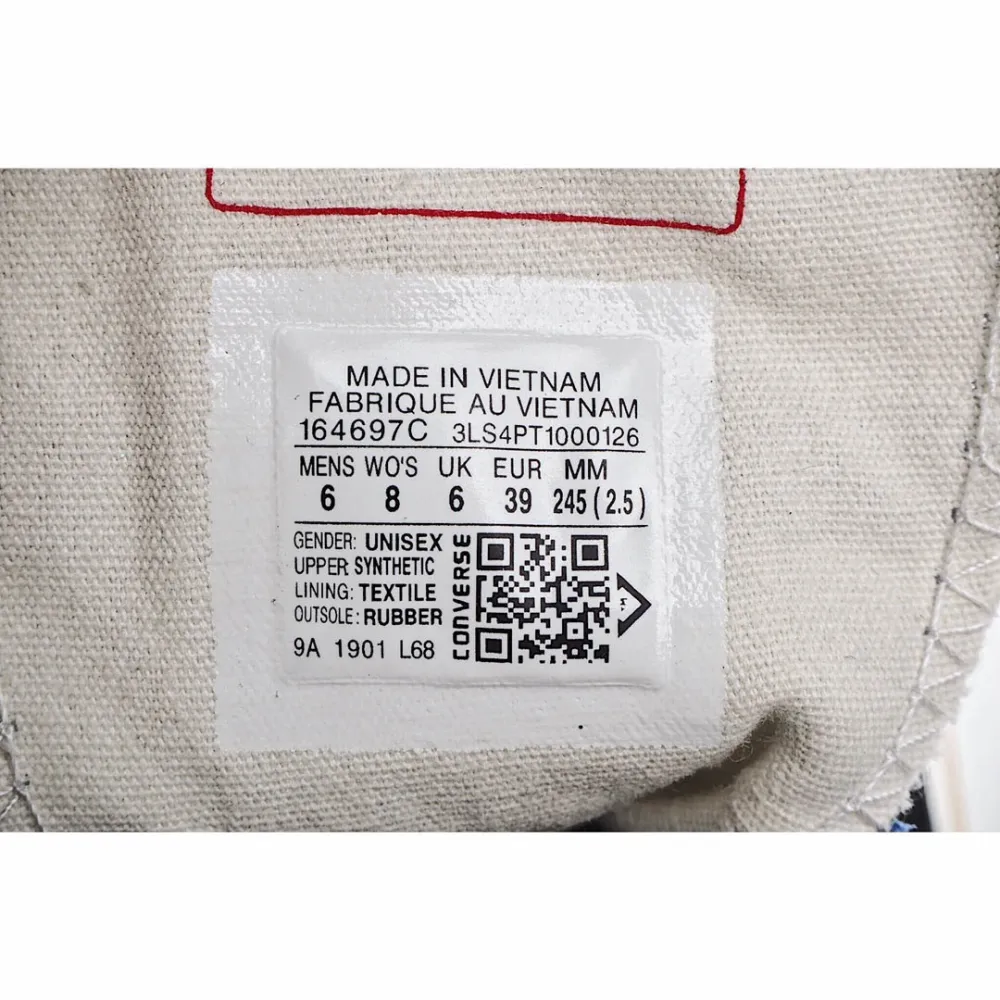 MADE IN VIETNAM
FABRIQUE AU VIETNAM
164697C 3LS4PT1000126
MENS WO'S UK EUR MM
6 8 6 39 245 (2.5)
GENDER: UNISEX
UPPER: SYNTHETIC
LINING: TEXTILE
OUTSOLE: RUBBER
9A 1901 L68
CONVERSE